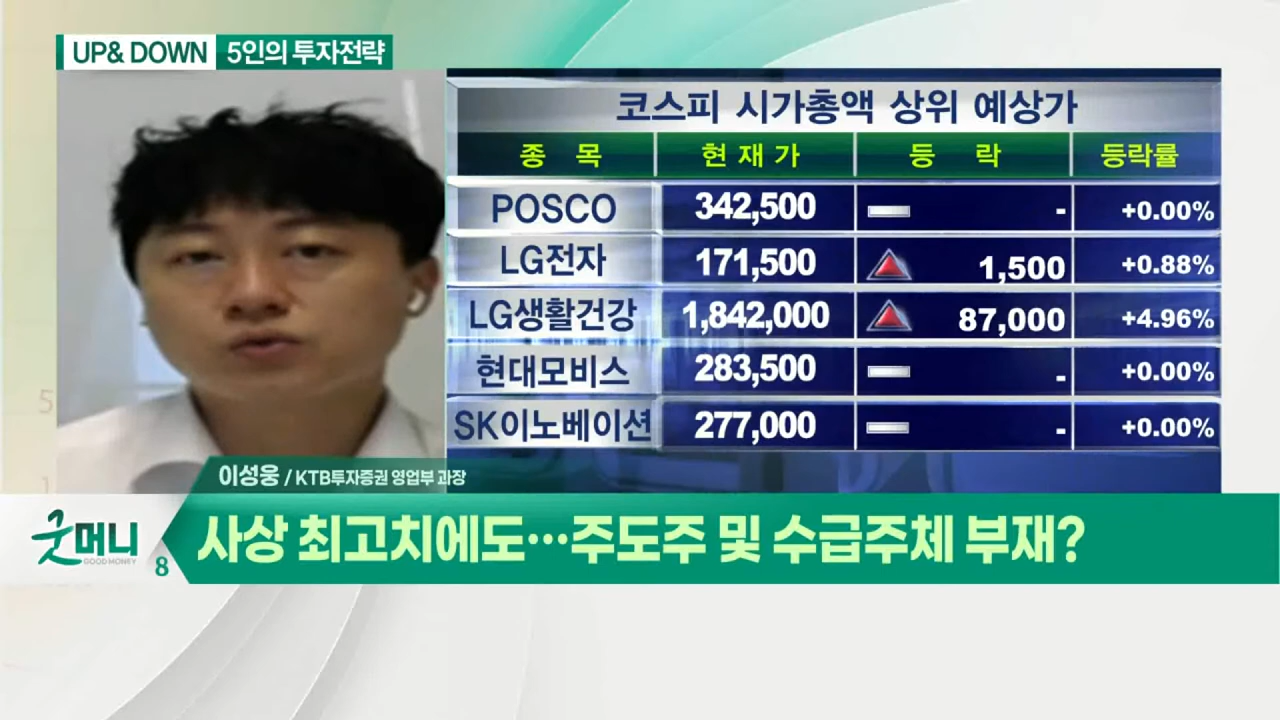 UP& DOWN 5인의 투자전략
코스피 시가총액 상위 예상가
종 목 현 재 가 등 락 등락률
POSCO 342,500 - +0.00%
LG전자 171,500 ▲ 1,500 +0.88%
LG생활건강 1,842,000 ▲ 87,000 +4.96%
현대모비스 283,500 - +0.00%
SK이노베이션 277,000 - +0.00%
이성웅 / KTB투자증권 영업부 과장
굿머니
GOOD MONEY
8
사상 최고치에도…주도주 및 수급주체 부재?
5
1